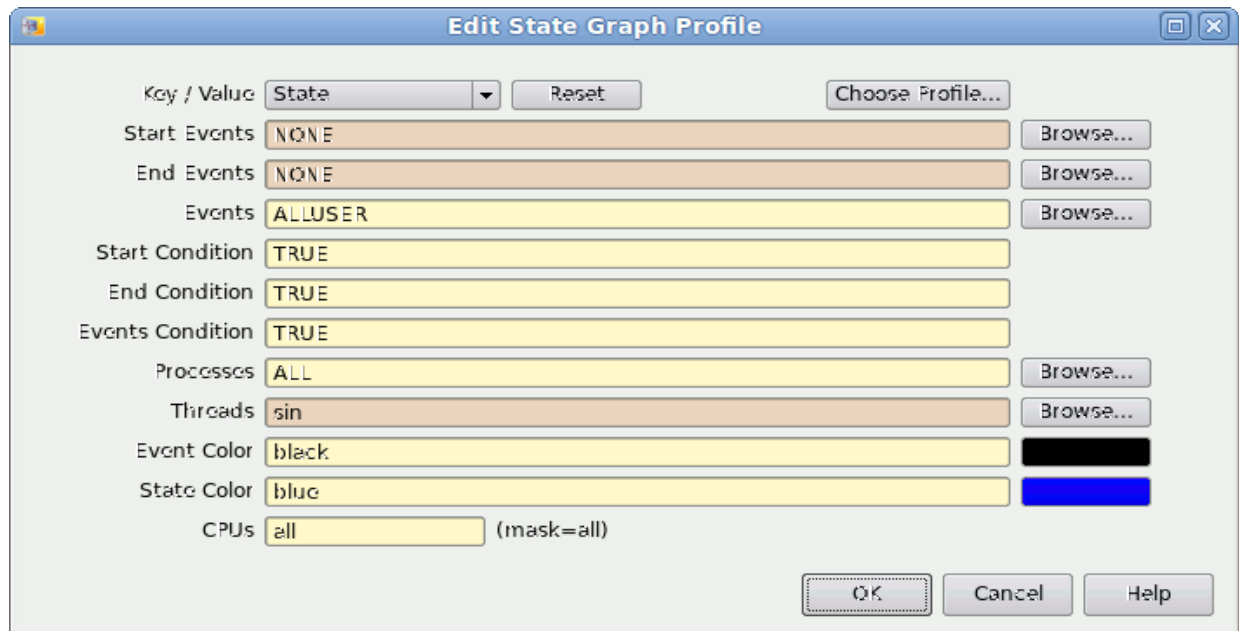 Edit State Graph Profile
Key / Value State Reset Choose Profile...
Start Events NONE Browse...
End Events NONE Browse...
Events ALLUSER Browse...
Start Condition TRUE
End Condition TRUE
Events Condition TRUE
Processes ALL Browse...
Threads sin Browse...
Event Color black
State Color blue
CPUs all (mask=all)
OK Cancel Help